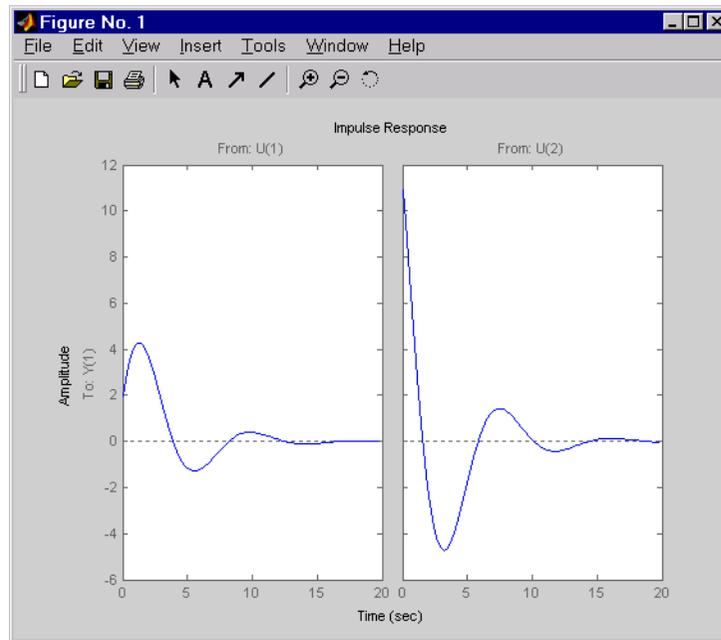 Figure No. 1
File Edit View Insert Tools Window Help
A
Impulse Response
From: U(1)
From: U(2)
Amplitude
To: Y(1)
12
10
8
6
4
2
0
-2
-4
-6
0 5 10 15 20
0 5 10 15 20
Time (sec)